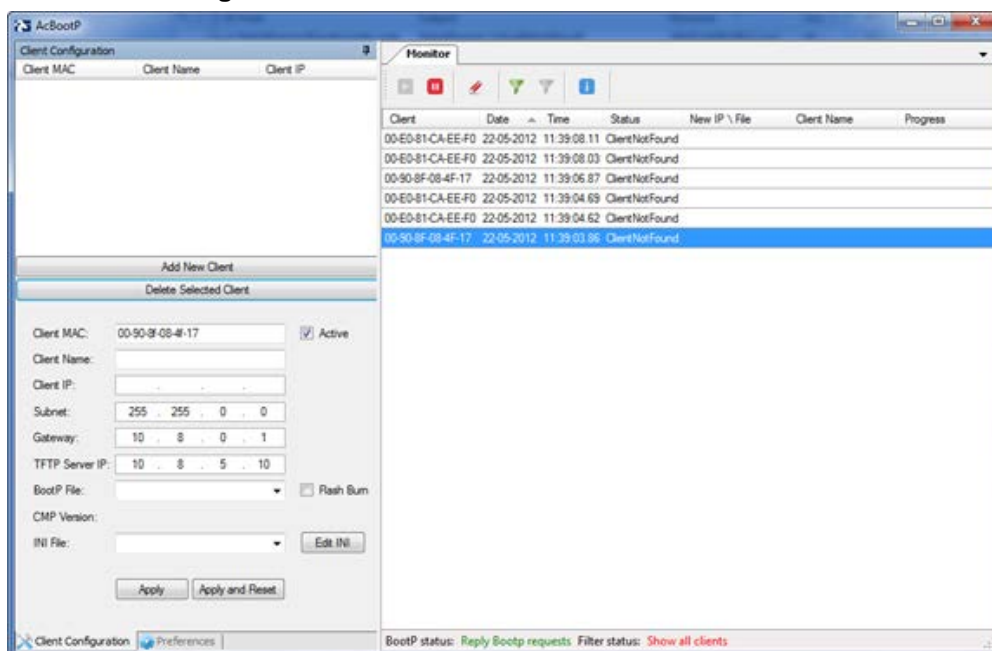 AcBootP
Client Configuration
Client MAC Client Name Client IP
Add New Client
Delete Selected Client
Client MAC: 00-90-8f-08-4f-17 Active
Client Name:
Client IP: . . .
Subnet: 255 . 255 . 0 . 0
Gateway: 10 . 8 . 0 . 1
TFTP Server IP: 10 . 8 . 5 . 10
BootP File: Flash Burn
CMP Version:
INI File: Edit INI
Apply Apply and Reset
Client Configuration Preferences
Monitor
Client Date Time Status New IP \ File Client Name Progress
00-E0-81-CA-EE-F0 22-05-2012 11:39:08.11 ClientNotFound
00-E0-81-CA-EE-F0 22-05-2012 11:39:08.03 ClientNotFound
00-90-8F-08-4F-17 22-05-2012 11:39:06.87 ClientNotFound
00-E0-81-CA-EE-F0 22-05-2012 11:39:04.69 ClientNotFound
00-E0-81-CA-EE-F0 22-05-2012 11:39:04.62 ClientNotFound
00-90-8F-08-4F-17 22-05-2012 11:39:03.86 ClientNotFound
BootP status: Reply Bootp requests Filter status: Show all clients